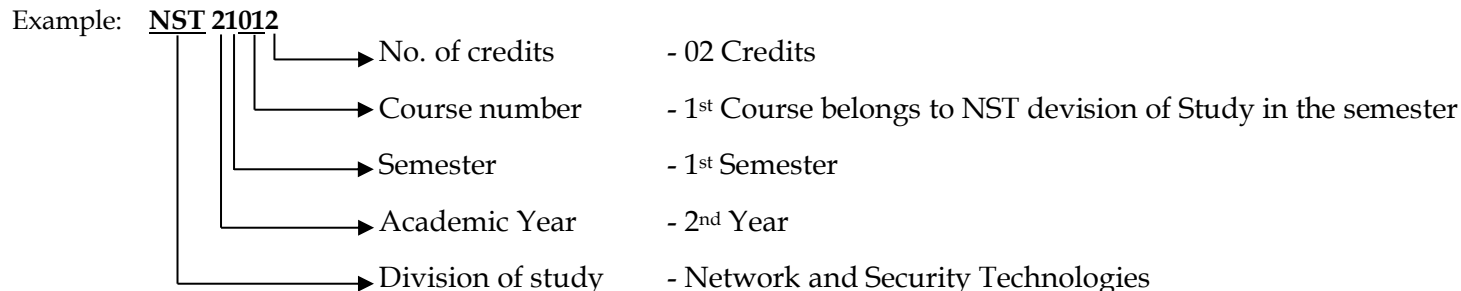 Example: NST 21012
No. of credits - 02 Credits
Course number - 1st Course belongs to NST devision of Study in the semester
Semester - 1st Semester
Academic Year - 2nd Year
Division of study - Network and Security Technologies